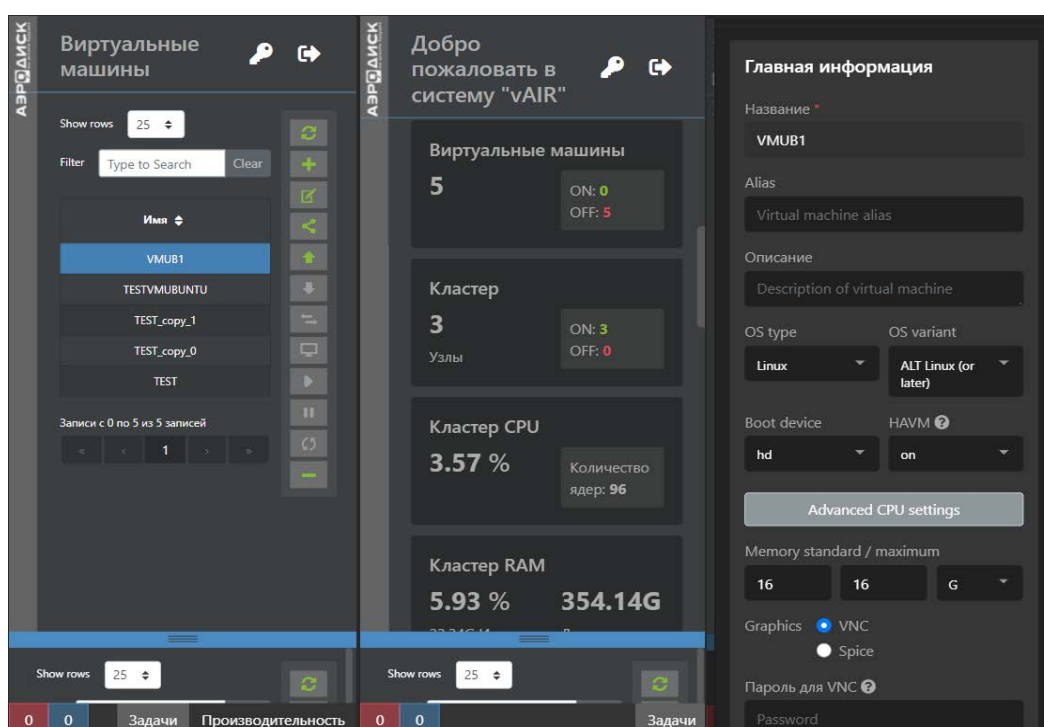 АЭРОДИСК
Виртуальные
машины
Show rows 25
Filter Type to Search Clear
Имя
VMUB1
TESTVMUBUNTU
TEST_copy_1
TEST_copy_0
TEST
Записи с 0 по 5 из 5 записей
« ‹ 1 › »
Show rows 25
0 0 Задачи Производительность
АЭРОДИСК
Добро
пожаловать в
систему "vAIR"
Виртуальные машины
5
ON: 0
OFF: 5
Кластер
3
Узлы
ON: 3
OFF: 0
Кластер CPU
3.57 %
Количество
ядер: 96
Кластер RAM
5.93 % 354.14G
Show rows 25
0 0 Задачи
Главная информация
Название *
VMUB1
Alias
Virtual machine alias
Описание
Description of virtual machine
OS type OS variant
Linux ALT Linux (or
later)
Boot device HAVM
hd on
Advanced CPU settings
Memory standard / maximum
16 16 G
Graphics VNC
Spice
Пароль для VNC
Password